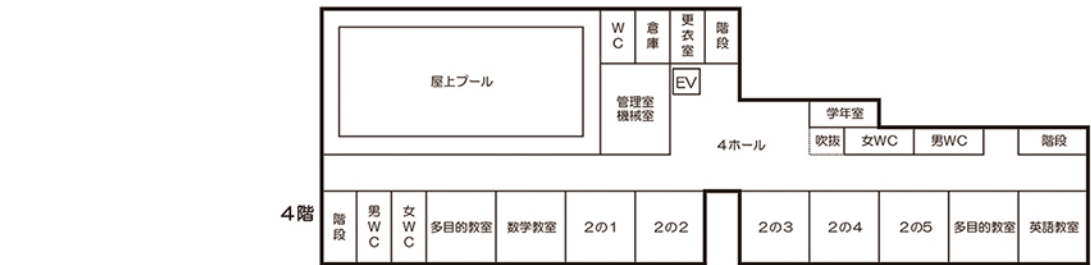 WC
倉庫
更衣室
階段
屋上プール
EV
管理室
機械室
学年室
4ホール
吹抜
女WC
男WC
階段
4階
階段
男WC
女WC
多目的教室
数学教室
2の1
2の2
2の3
2の4
2の5
多目的教室
英語教室